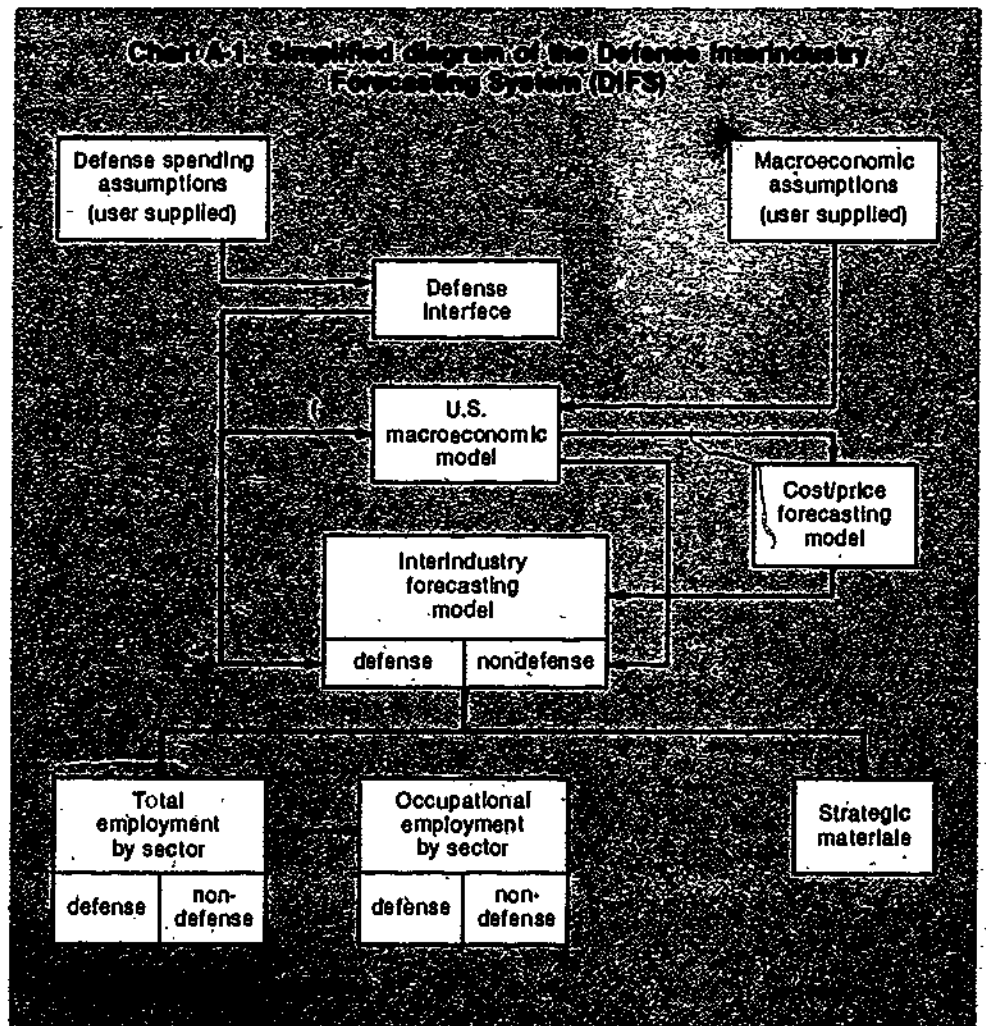 Chart A-1. Simplified diagram of the Defense Interindustry
Forecasting System (DIFS)
Defense spending
assumptions
(user supplied)
Macroeconomic
assumptions
(user supplied)
Defense
Interface
U.S.
macroeconomic
model
Cost/price
forecasting
model
Interindustry
forecasting
model
defense
nondefense
Total
employment
by sector
defense
non-
defense
Occupational
employment
by sector
defense
non-
defense
Strategic
materials